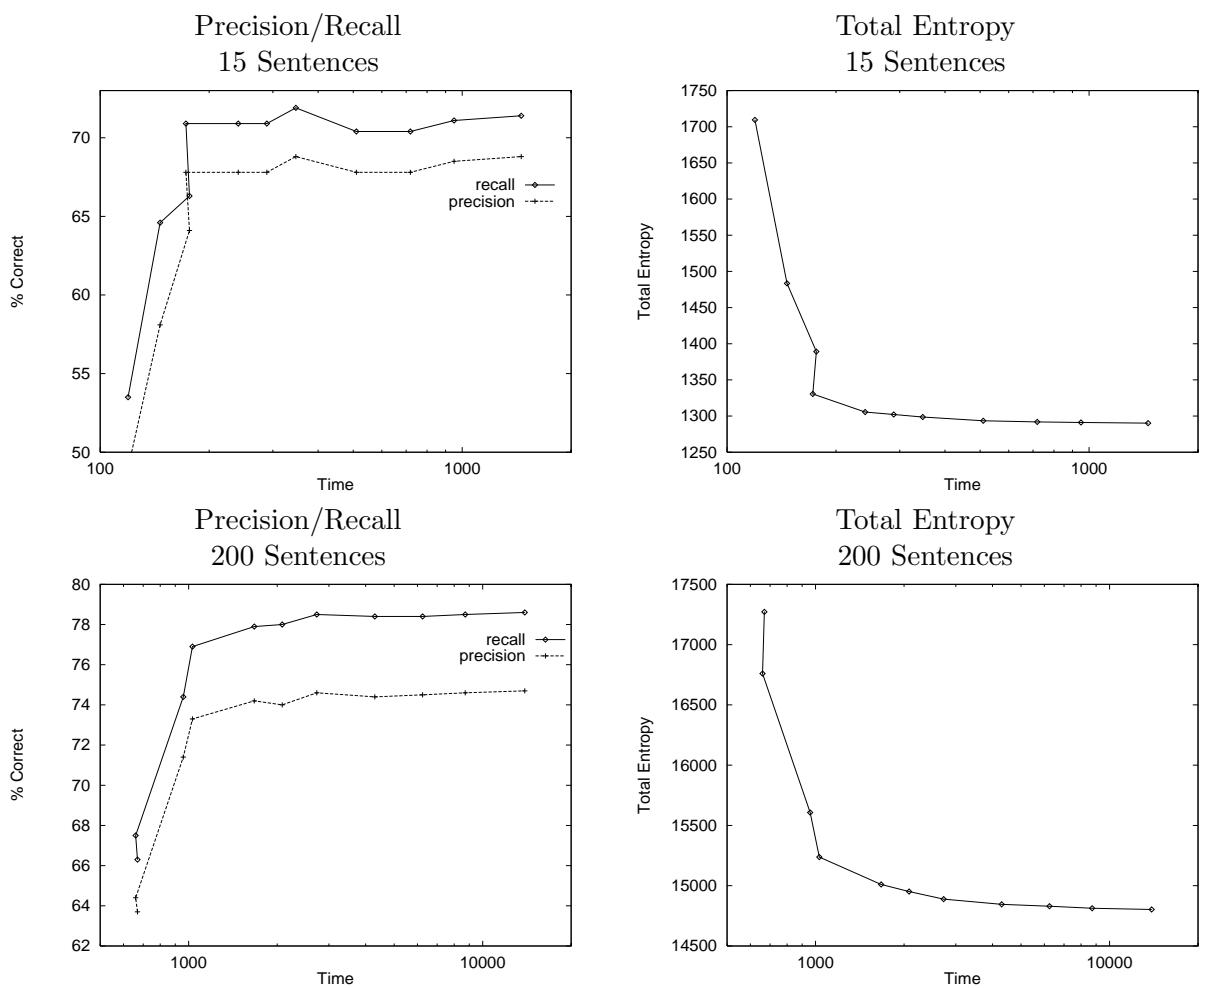 Precision/Recall
15 Sentences
70
65
60
55
50
100
1000
% Correct
Time
recall
precision
Total Entropy
15 Sentences
1750
1700
1650
1600
1550
1500
1450
1400
1350
1300
1250
100
1000
Total Entropy
Time
Precision/Recall
200 Sentences
80
78
76
74
72
70
68
66
64
62
1000
10000
% Correct
Time
recall
precision
Total Entropy
200 Sentences
17500
17000
16500
16000
15500
15000
14500
1000
10000
Total Entropy
Time